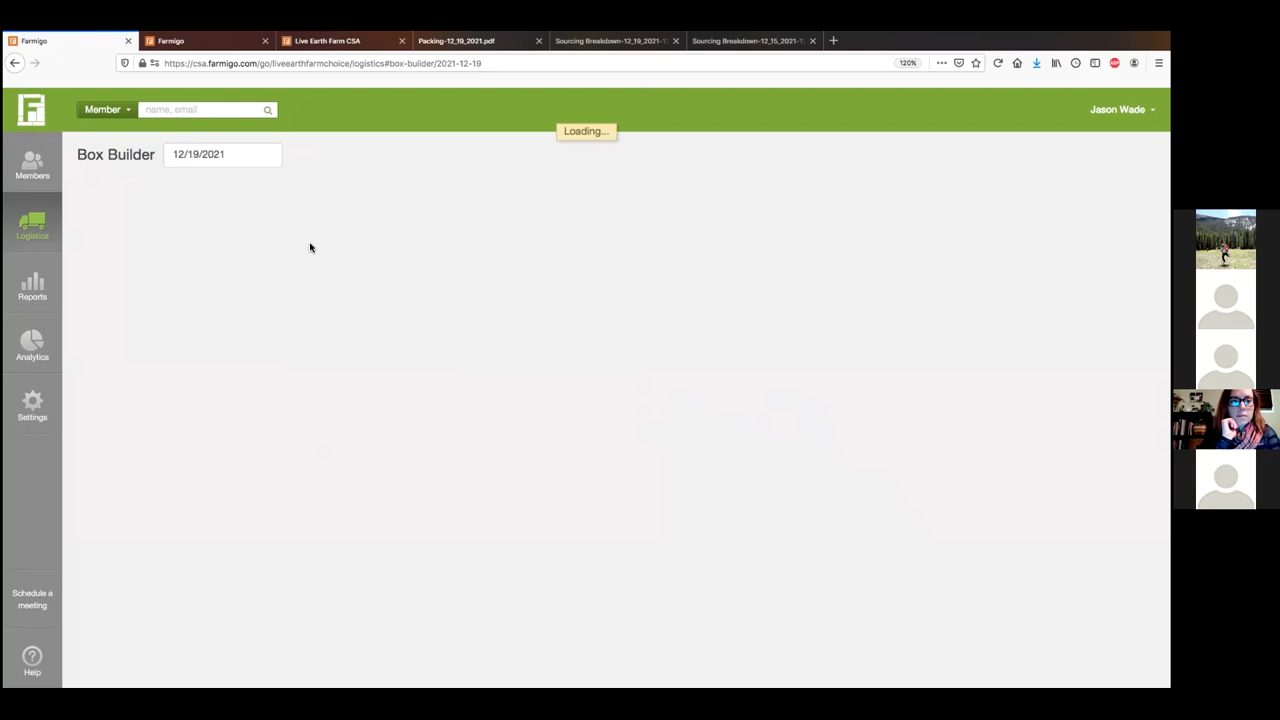 Farmigo
Farmigo
Live Earth Farm CSA
Packing-12_19_2021.pdf
Sourcing Breakdown-12_19_2021-1
Sourcing Breakdown-12_15_2021-1
https://csa.farmigo.com/go/liveearthfarmchoice/logistics#box-builder/2021-12-19
120%
ABP
Member
name, email
Loading...
Jason Wade
Box Builder
12/19/2021
Members
Logistics
Reports
Analytics
Settings
Schedule a
meeting
Help